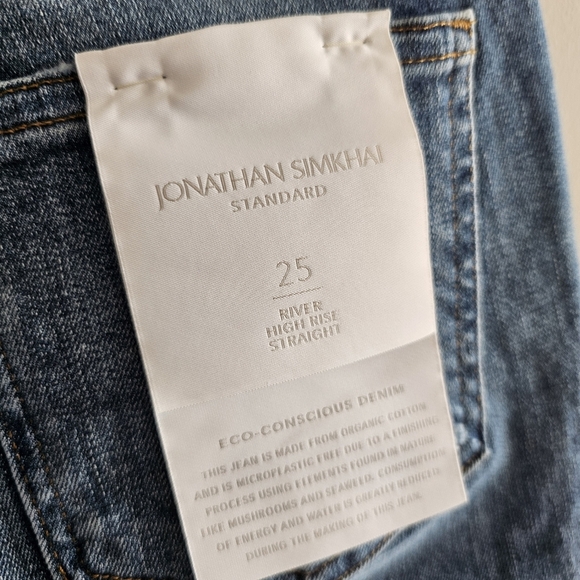 JONATHAN SIMKHAI
STANDARD
25
RIVER
HIGH RISE
STRAIGHT
ECO-CONSCIOUS DENIM
THIS JEAN IS MADE FROM ORGANIC COTTON
AND IS MICROPLASTIC FREE DUE TO A FINISHING
PROCESS USING ELEMENTS FOUND IN NATURE
LIKE MUSHROOMS AND SEAWEED. CONSUMPTION
OF ENERGY AND WATER IS GREATLY REDUCED
DURING THE MAKING OF THIS JEAN.